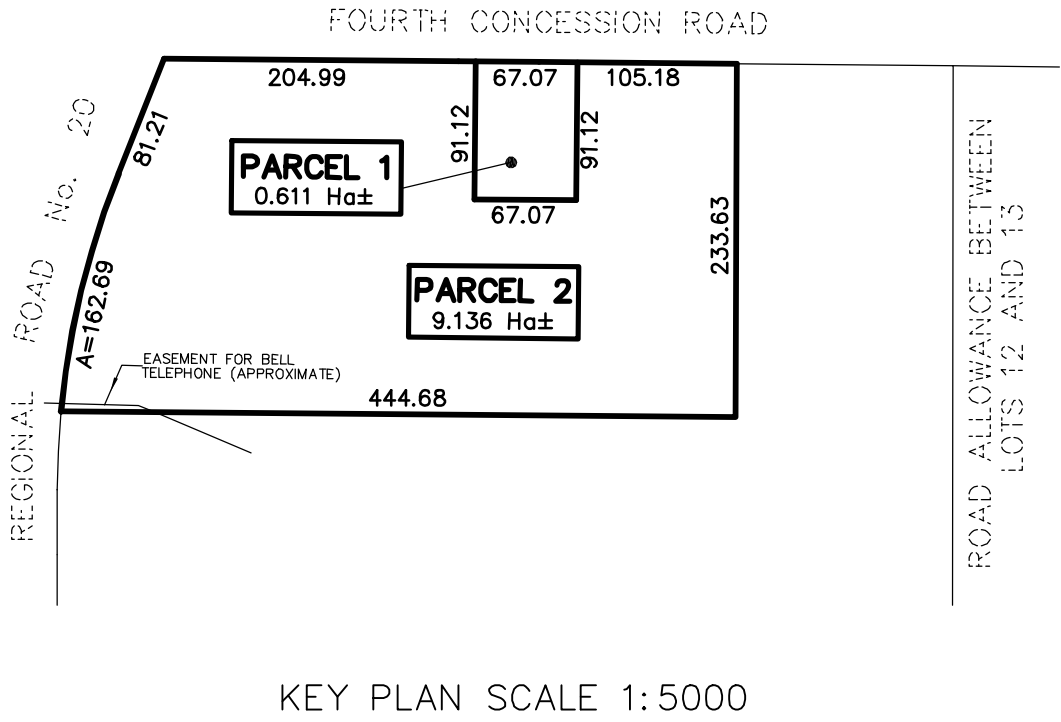 FOURTH CONCESSION ROAD
204.99
67.07
105.18
81.21
REGIONAL ROAD No. 20
91.12
91.12
PARCEL 1
0.611 Ha±
67.07
233.63
PARCEL 2
9.136 Ha±
A=162.69
EASEMENT FOR BELL
TELEPHONE (APPROXIMATE)
444.68
ROAD ALLOWANCE BETWEEN
LOTS 12 AND 13
KEY PLAN SCALE 1:5000